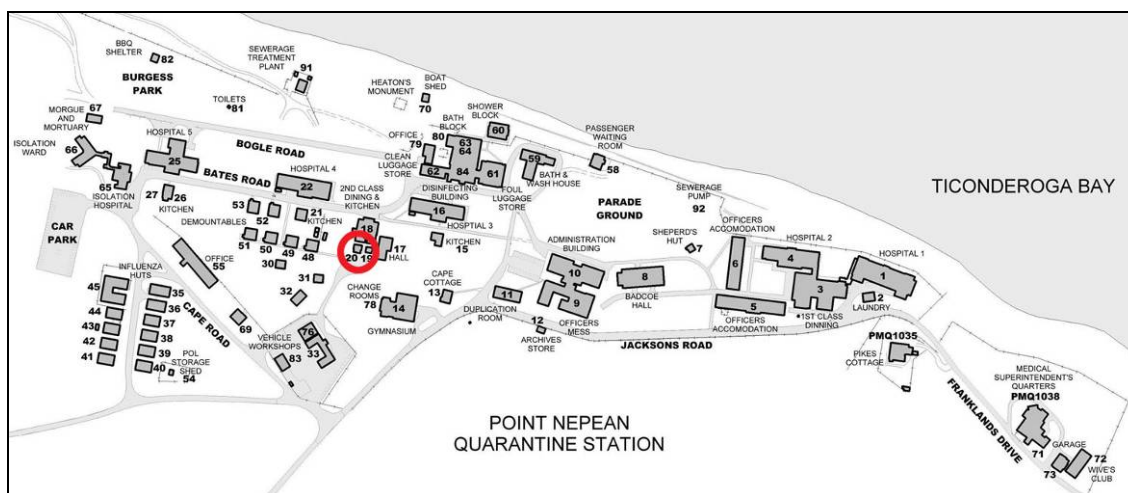 BBQ
SHELTER
82
BURGESS
PARK
SEWERAGE
TREATMENT
PLANT
91
TOILETS
81
HEATON'S
MONUMENT
BOAT
SHED
70
MORGUE AND
MORTUARY
67
ISOLATION
WARD
66
65
ISOLATION
HOSPITAL
HOSPITAL 5
25
BOGLE ROAD
BATES ROAD
27
26
KITCHEN
HOSPITAL 4
22
OFFICE
79
80
BATH
BLOCK
63
64
SHOWER
BLOCK
60
CLEAN
LUGGAGE
STORE
62
84
61
FOUL
LUGGAGE
STORE
59
BATH &
WASH HOUSE
PASSENGER
WAITING
ROOM
58
TICONDEROGA BAY
PARADE
GROUND
SEWERAGE
PUMP
92
2ND CLASS
DINING &
KITCHEN
18
DISINFECTING
BUILDING
16
HOSPTIAL 3
KITCHEN
15
17
HALL
20
19
21
KITCHEN
53
52
DEMOUNTABLES
51
50
49
48
30
31
32
CAR
PARK
OFFICE
55
INFLUENZA
HUTS
45
44
43
42
41
35
36
37
38
39
40
CAPE ROAD
69
POL
STORAGE
SHED
54
VEHICLE
WORKSHOPS
76
33
83
CHANGE
ROOMS
78
14
GYMNASIUM
CAPE
COTTAGE
13
11
DUPLICATION
ROOM
ADMINISTRATION
BUILDING
10
9
OFFICERS
MESS
12
ARCHIVES
STORE
8
BADCOE
HALL
SHEPERD'S
HUT
7
OFFICERS
ACCOMODATION
6
5
OFFICERS
ACCOMODATION
HOSPITAL 2
4
3
1ST CLASS
DINNING
HOSPITAL 1
1
2
LAUNDRY
JACKSONS ROAD
PMQ1035
PIKES
COTTAGE
FRANKLANDS DRIVE
MEDICAL
SUPERINTENDENT'S
QUARTERS
PMQ1038
71
GARAGE
73
72
WIVE'S
CLUB
POINT NEPEAN
QUARANTINE STATION